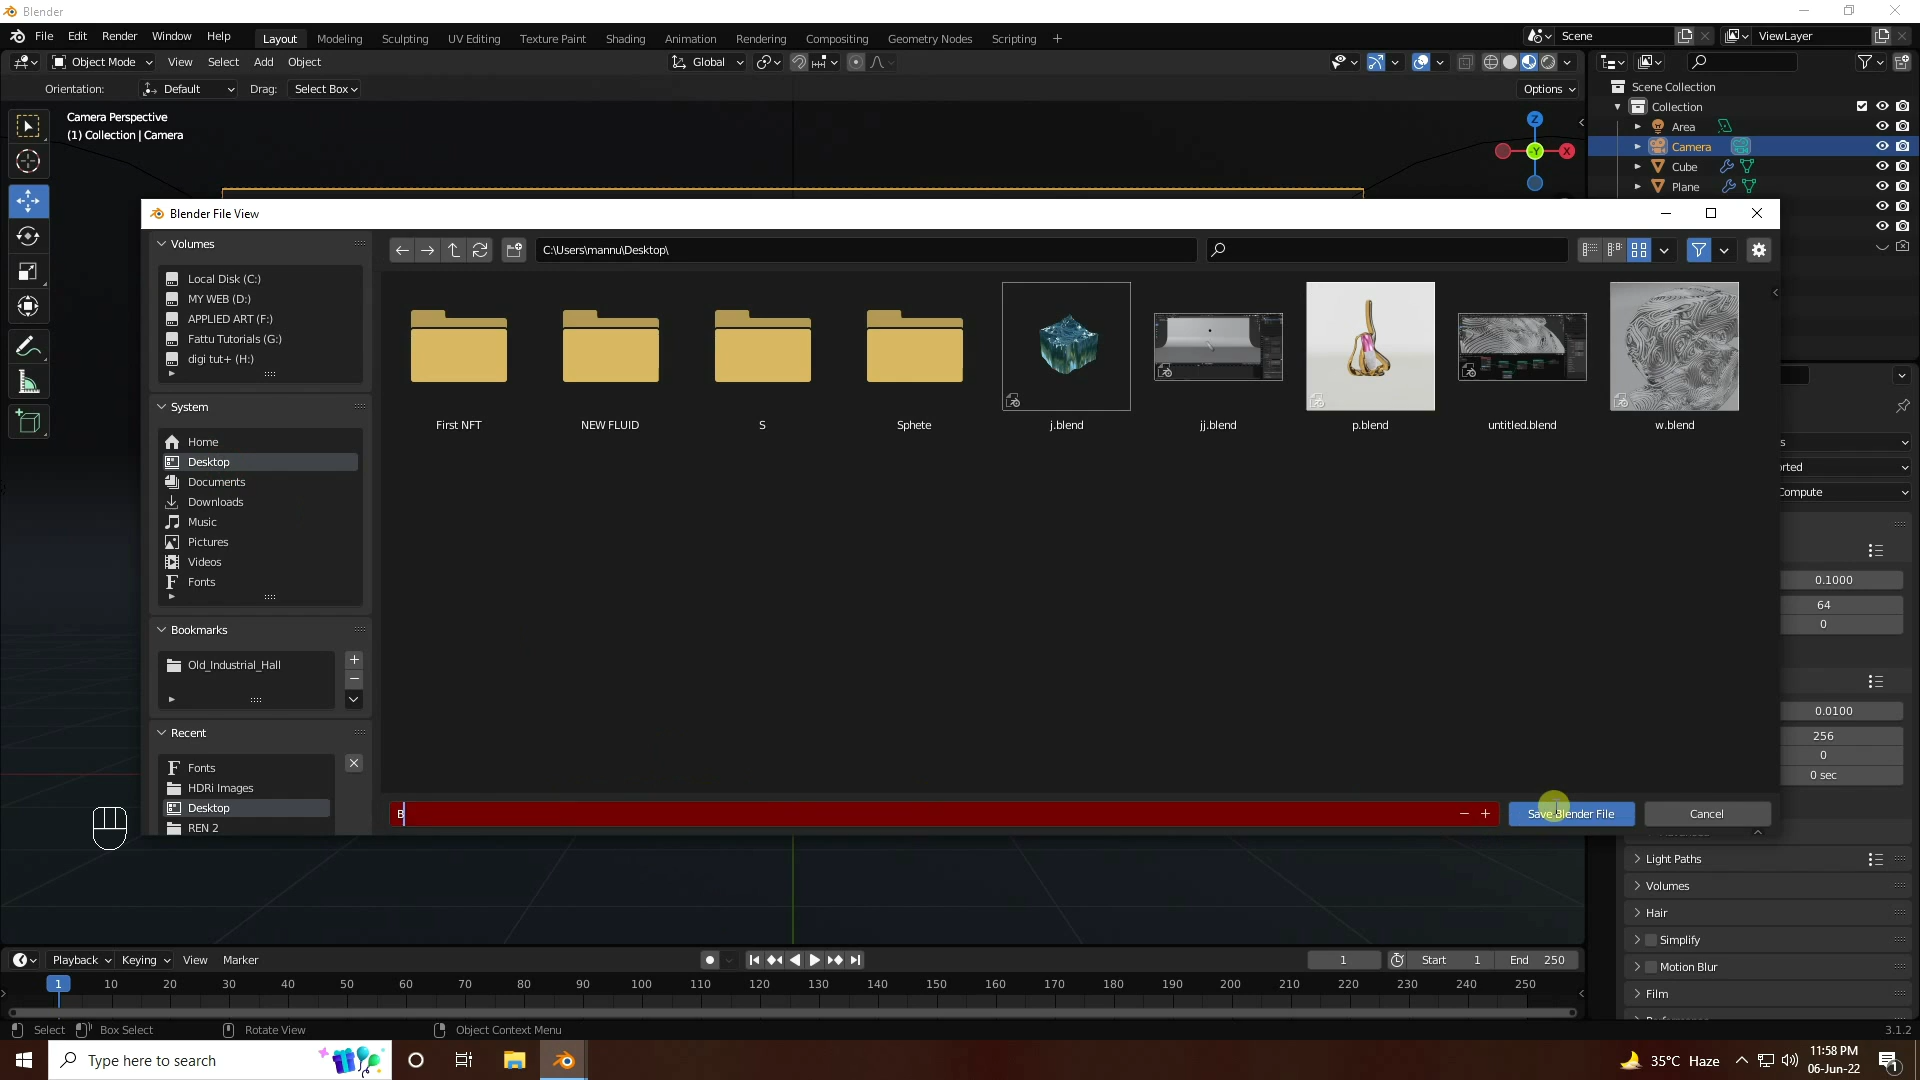 Blender
File Edit Render Window Help Layout Modeling Sculpting UV Editing Texture Paint Shading Animation Rendering Compositing Geometry Nodes Scripting + Scene ViewLayer
Object Mode View Select Add Object Global
Orientation: Default Drag: Select Box Options
Camera Perspective
(1) Collection | Camera
Z
X
-Y
Scene Collection
Collection
Area
Camera
Cube
Plane
Blender File View
Volumes
Local Disk (C:)
MY WEB (D:)
APPLIED ART (F:)
Fattu Tutorials (G:)
digi tut+ (H:)
System
Home
Desktop
Documents
Downloads
Music
Pictures
Videos
Fonts
Bookmarks
Old_Industrial_Hall
Recent
Fonts
HDRi Images
Desktop
REN 2
C:\Users\mannu\Desktop\
First NFT NEW FLUID S Sphete j.blend jj.blend p.blend untitled.blend w.blend
B
Save Blender File Cancel
s
orted
Compute
0.1000
64
0
0.0100
256
0
0 sec
Light Paths
Volumes
Hair
Simplify
Motion Blur
Film
Playback Keying View Marker 1 Start 1 End 250
1 10 20 30 40 50 60 70 80 90 100 110 120 130 140 150 160 170 180 190 200 210 220 230 240 250
Select Box Select Rotate View Object Context Menu 3.1.2
Type here to search 35°C Haze 11:58 PM
06-Jun-22
1